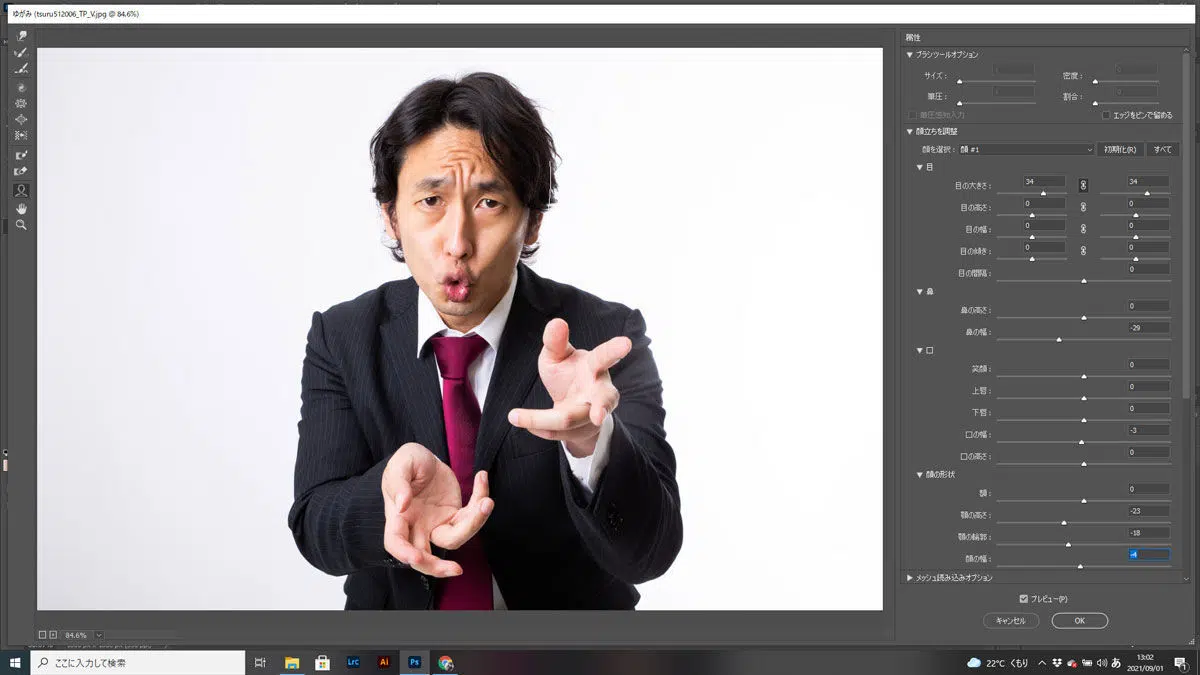 ゆがみ (tsuru512006_TP_V.jpg @ 84.6%)
属性
ブラシツールオプション
サイズ： 密度：
筆圧： 割合：
筆圧感知入力 エッジをピンで留める
顔立ちを調整
顔を選択： 顔 #1 初期化(R) すべて
目
目の大きさ： 34 34
目の高さ： 0 0
目の幅： 0 0
目の傾き： 0 0
目の間隔： 0
鼻
鼻の高さ： 0
鼻の幅： -29
口
笑顔： 0
上唇： 0
下唇： 0
口の幅： -3
口の高さ： 0
顔の形状
額： 0
顎の高さ： -23
顎の輪郭： -18
顔の幅： -4
メッシュ読み込みオプション
プレビュー(P)
キャンセル OK
84.6%
ここに入力して検索
Lrc Ai Ps
22°C くもり あ
13:02
2021/09/01
1